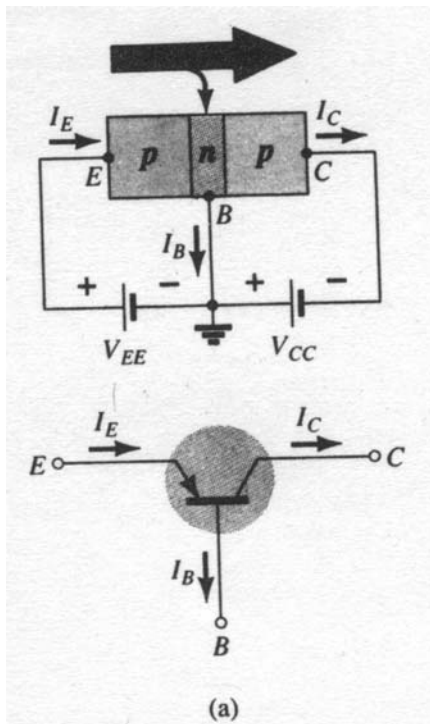 I_E I_C
p n p
E B C
I_B
+ − + −
V_EE V_CC
I_E I_C
E C
I_B
B
(a)